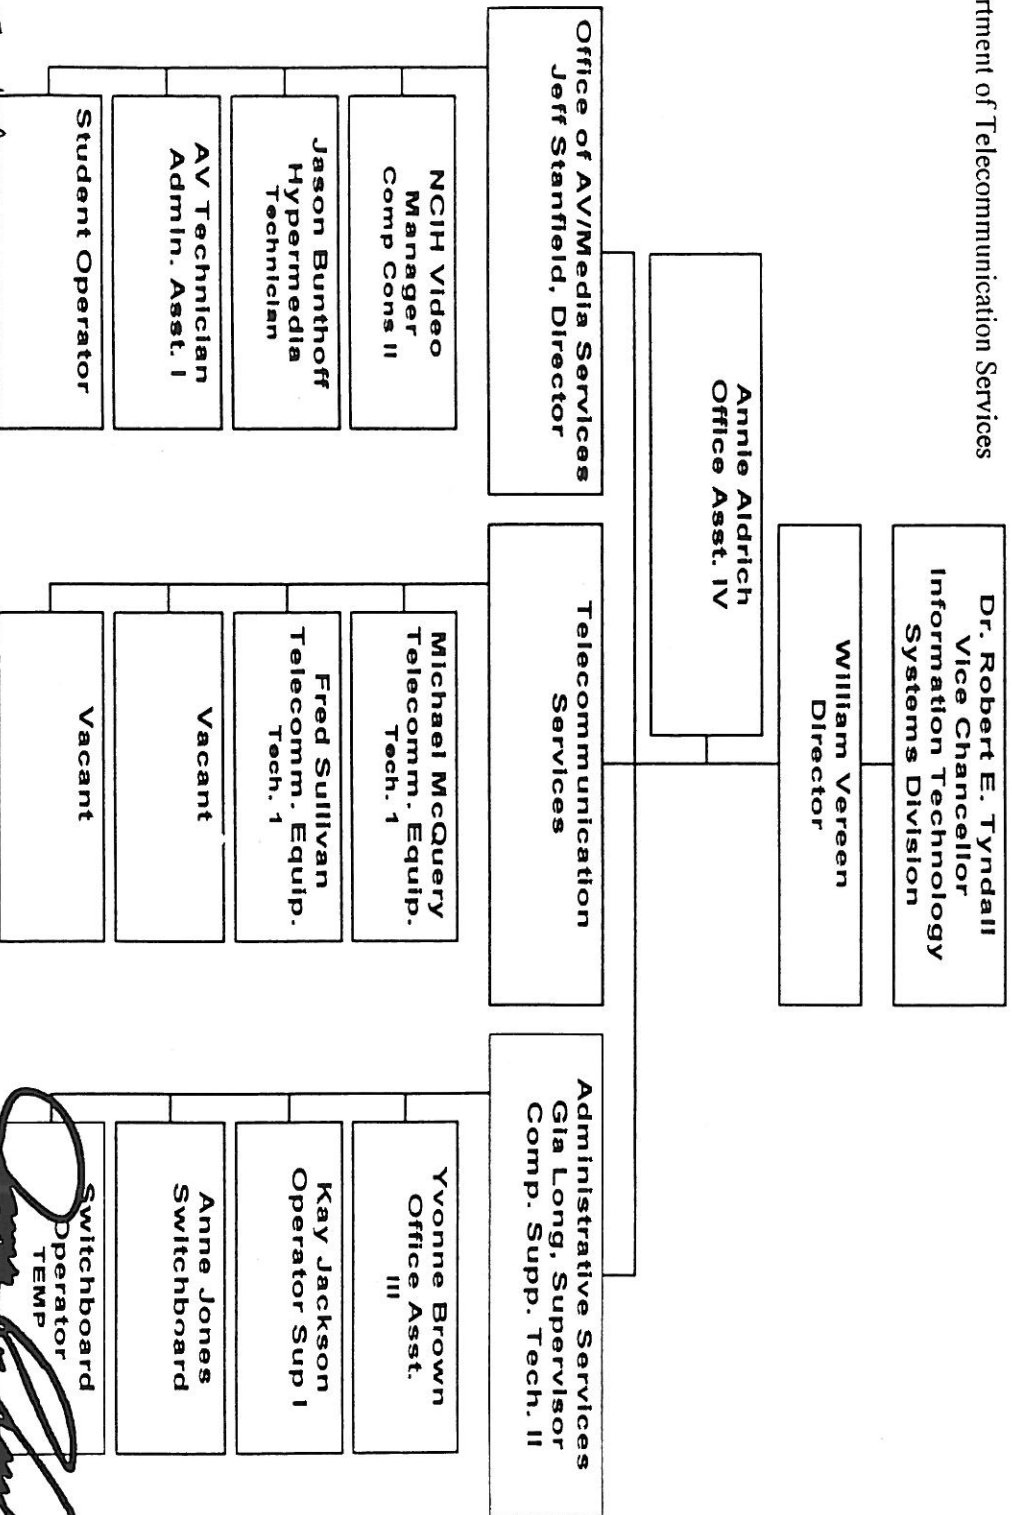 rtment of Telecommunication Services
Dr. Robert E. Tyndall
Vice Chancellor
Information Technology
Systems Division
William Vereen
Director
Annie Aldrich
Office Asst. IV
Office of AV/Media Services
Jeff Stanfield, Director
NCIH Video
Manager
Comp Cons II
Jason Bunthoff
Hypermedia
Technician
AV Technician
Admin. Asst. I
Student Operator
Telecommunication
Services
Michael McQuery
Telecomm. Equip.
Tech. 1
Fred Sullivan
Telecomm. Equip.
Tech. 1
Vacant
Vacant
Administrative Services
Gia Long, Supervisor
Comp. Supp. Tech. II
Yvonne Brown
Office Asst.
III
Kay Jackson
Operator Sup I
Anne Jones
Switchboard
Switchboard
Operator
TEMP